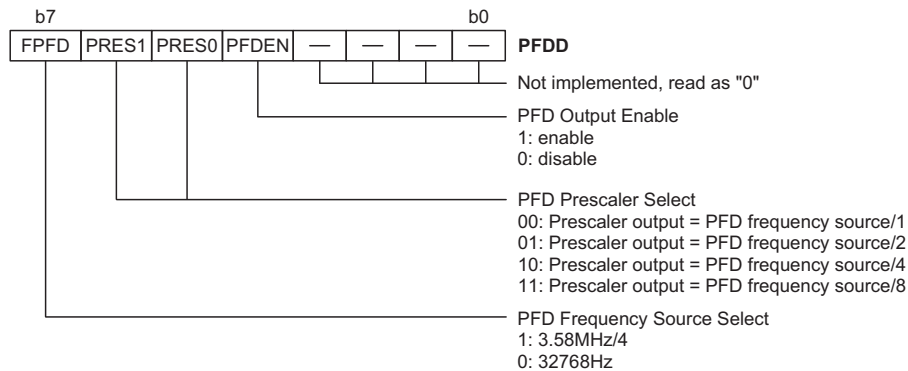 b7 b0
FPFD PRES1 PRES0 PFDEN — — — — PFDD
Not implemented, read as "0"
PFD Output Enable
1: enable
0: disable
PFD Prescaler Select
00: Prescaler output = PFD frequency source/1
01: Prescaler output = PFD frequency source/2
10: Prescaler output = PFD frequency source/4
11: Prescaler output = PFD frequency source/8
PFD Frequency Source Select
1: 3.58MHz/4
0: 32768Hz